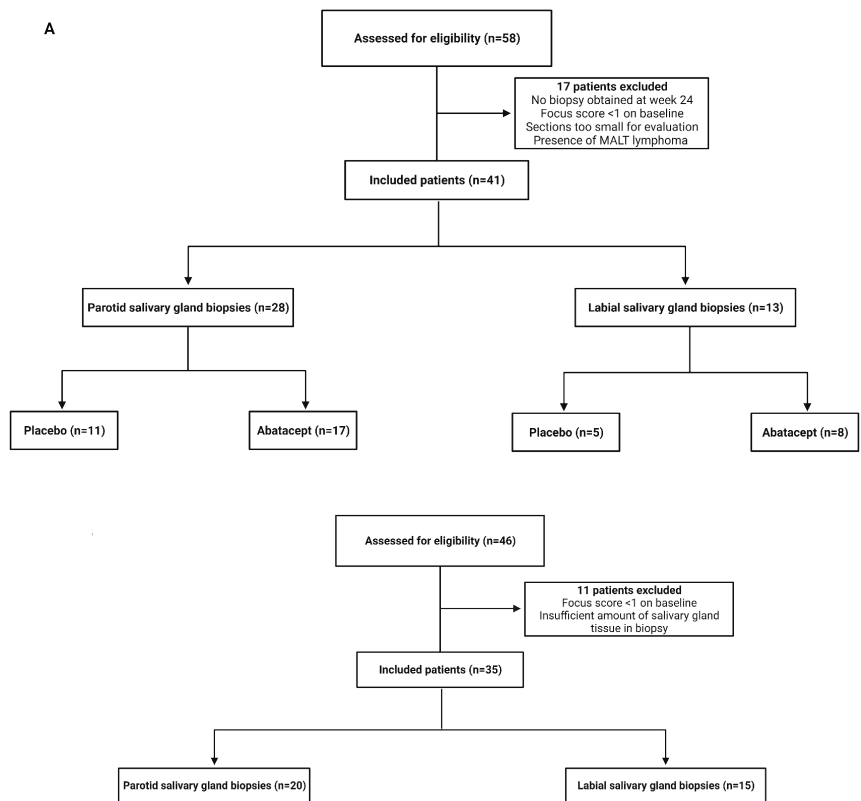 A
Assessed for eligibility (n=58)
17 patients excluded
No biopsy obtained at week 24
Focus score <1 on baseline
Sections too small for evaluation
Presence of MALT lymphoma
Included patients (n=41)
Parotid salivary gland biopsies (n=28)
Labial salivary gland biopsies (n=13)
Placebo (n=11)
Abatacept (n=17)
Placebo (n=5)
Abatacept (n=8)
Assessed for eligibility (n=46)
11 patients excluded
Focus score <1 on baseline
Insufficient amount of salivary gland
tissue in biopsy
Included patients (n=35)
Parotid salivary gland biopsies (n=20)
Labial salivary gland biopsies (n=15)